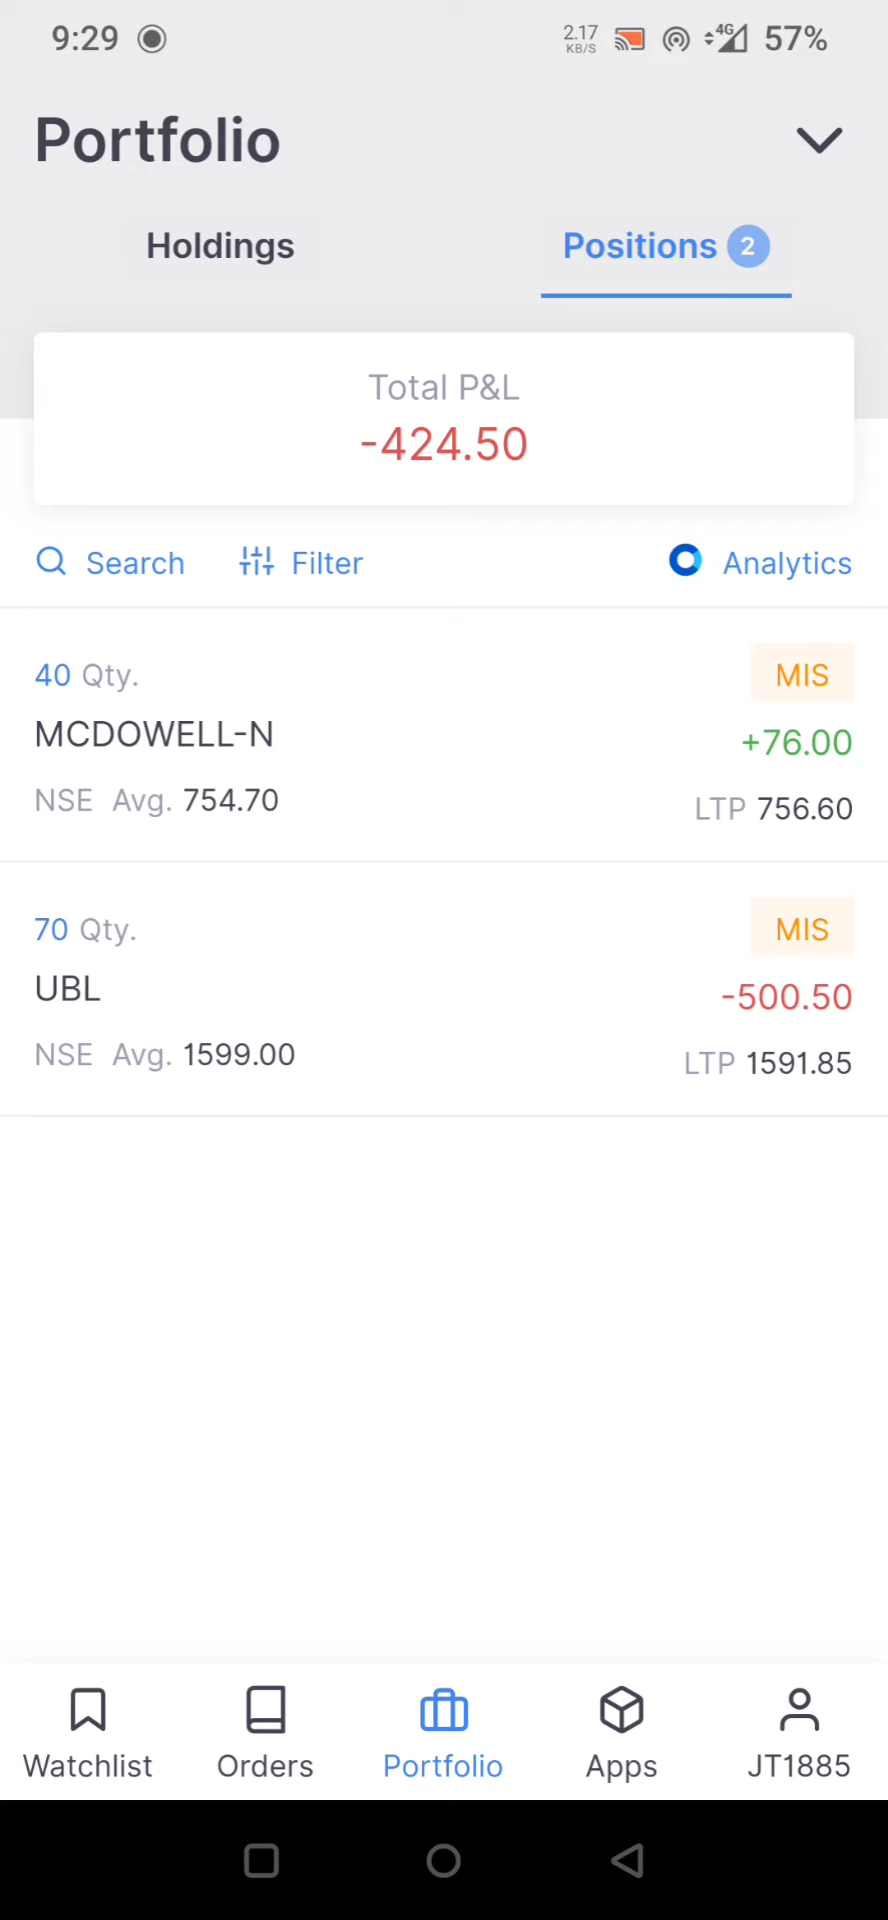 9:29 2.17 KB/S 4G 57%
Portfolio
Holdings Positions 2
Total P&L
-424.50
Search Filter Analytics
40 Qty. MIS
MCDOWELL-N +76.00
NSE Avg. 754.70 LTP 756.60
70 Qty. MIS
UBL -500.50
NSE Avg. 1599.00 LTP 1591.85
Watchlist Orders Portfolio Apps JT1885